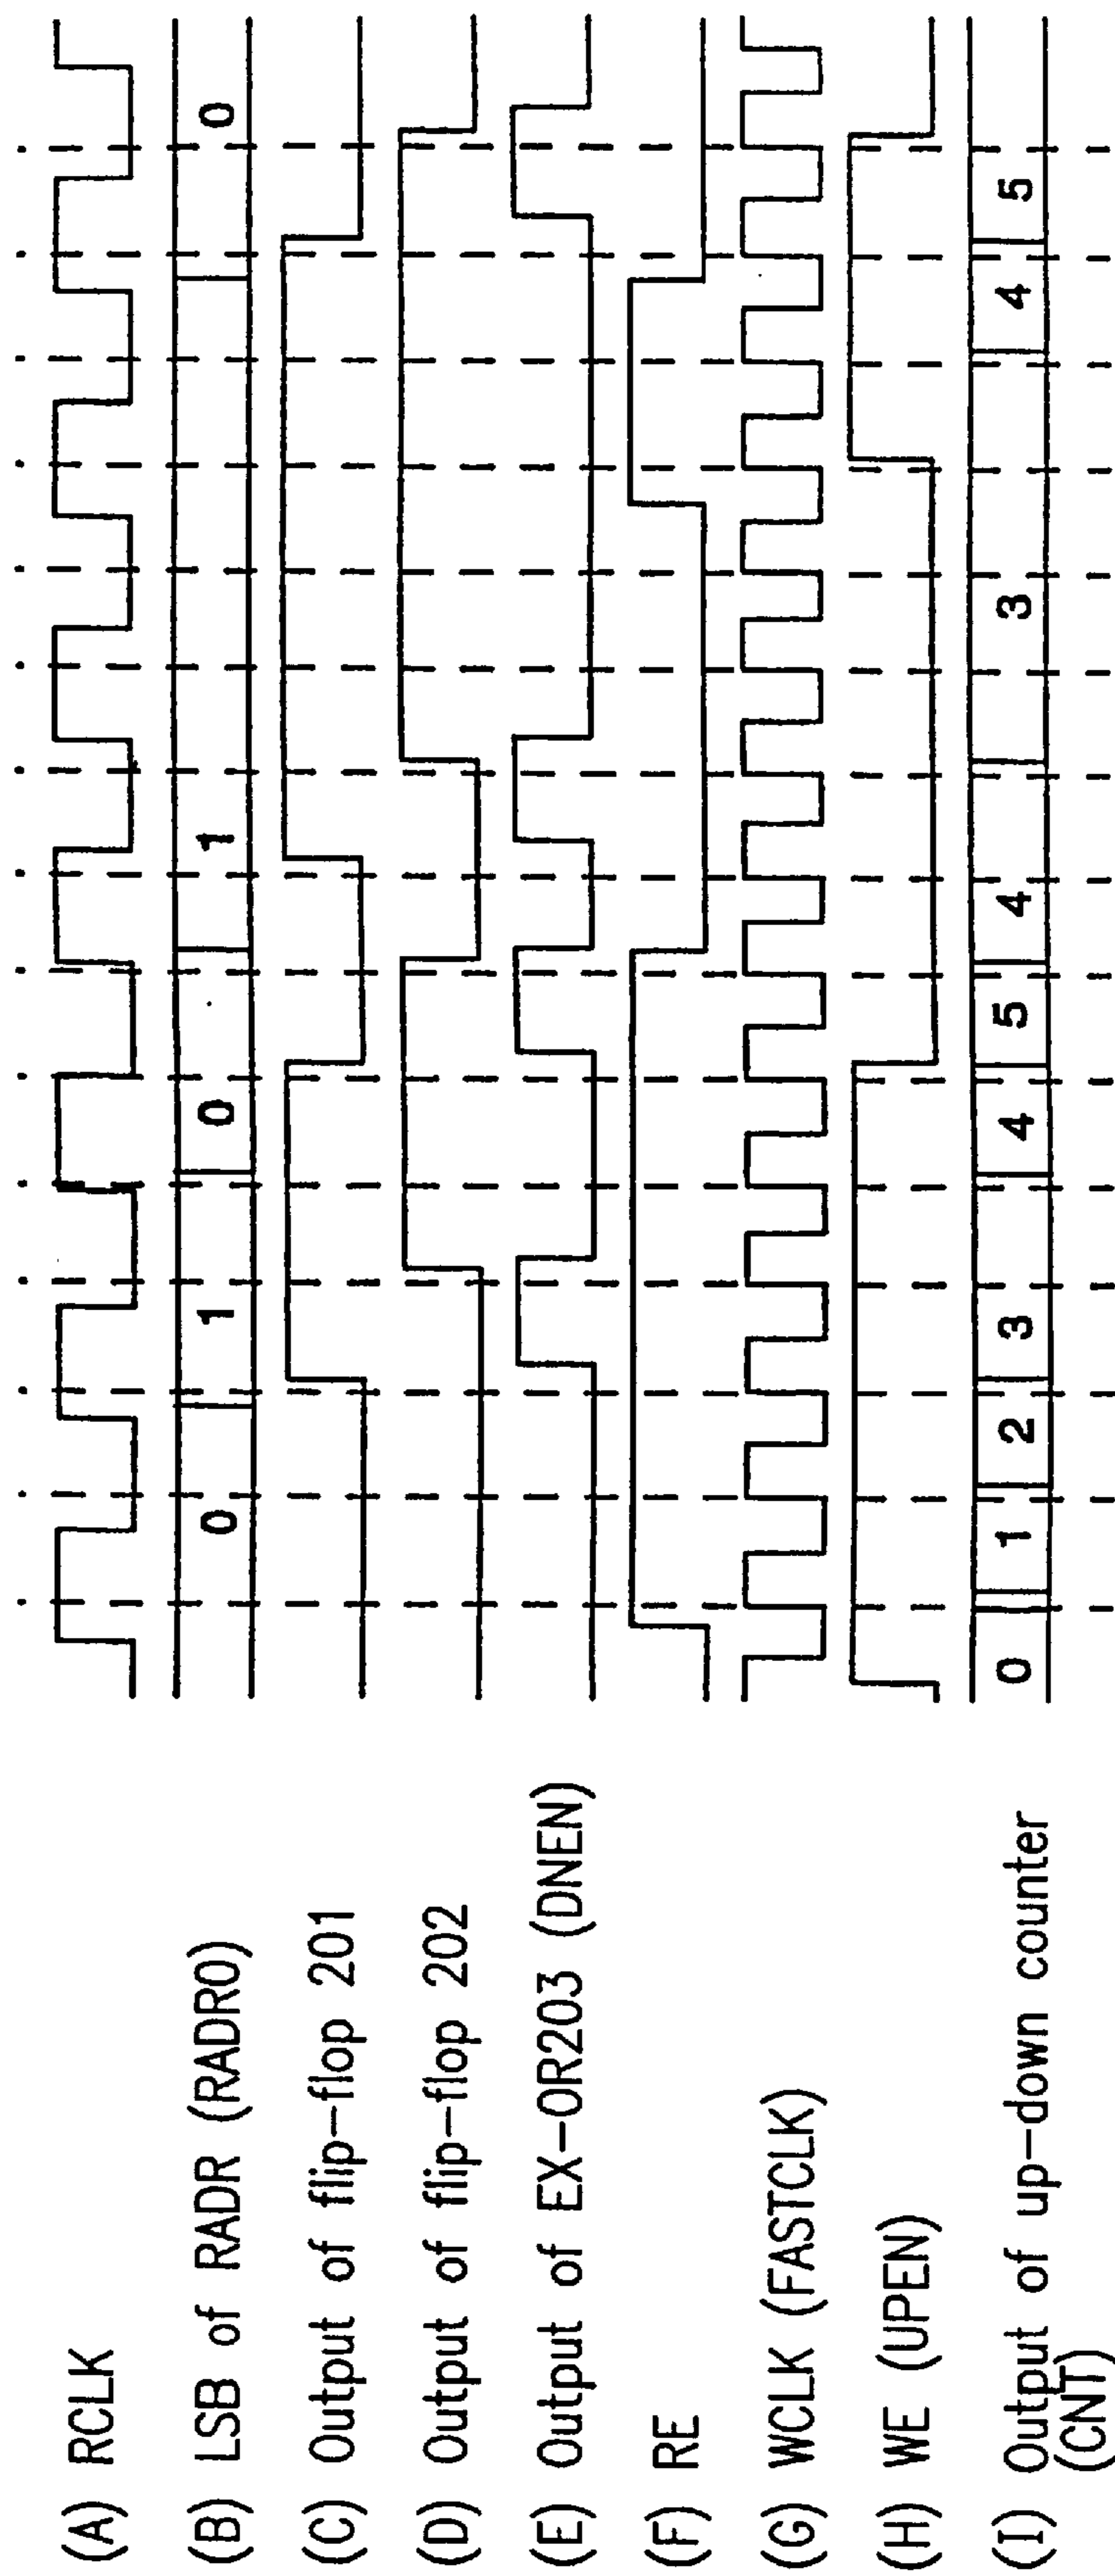 (A) RCLK
(B) LSB of RADR (RADR0)
0 1 0 1 0
(C) Output of flip-flop 201
(D) Output of flip-flop 202
(E) Output of EX-OR203 (DNEN)
(F) RE
(G) WCLK (FASTCLK)
(H) WE (UPEN)
(I) Output of up-down counter
(CNT)
0 1 2 3 4 5 4 3 4 5